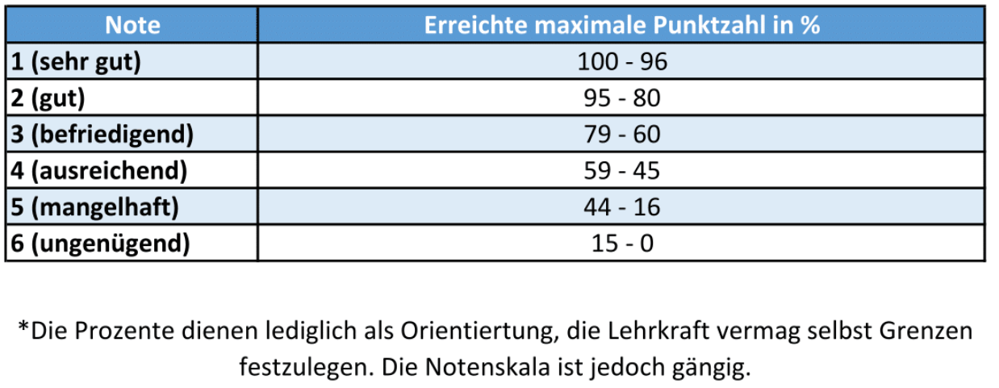 Note Erreichte maximale Punktzahl in %
1 (sehr gut) 100 - 96
2 (gut) 95 - 80
3 (befriedigend) 79 - 60
4 (ausreichend) 59 - 45
5 (mangelhaft) 44 - 16
6 (ungenügend) 15 - 0
*Die Prozente dienen lediglich als Orientiertung, die Lehrkraft vermag selbst Grenzen
festzulegen. Die Notenskala ist jedoch gängig.